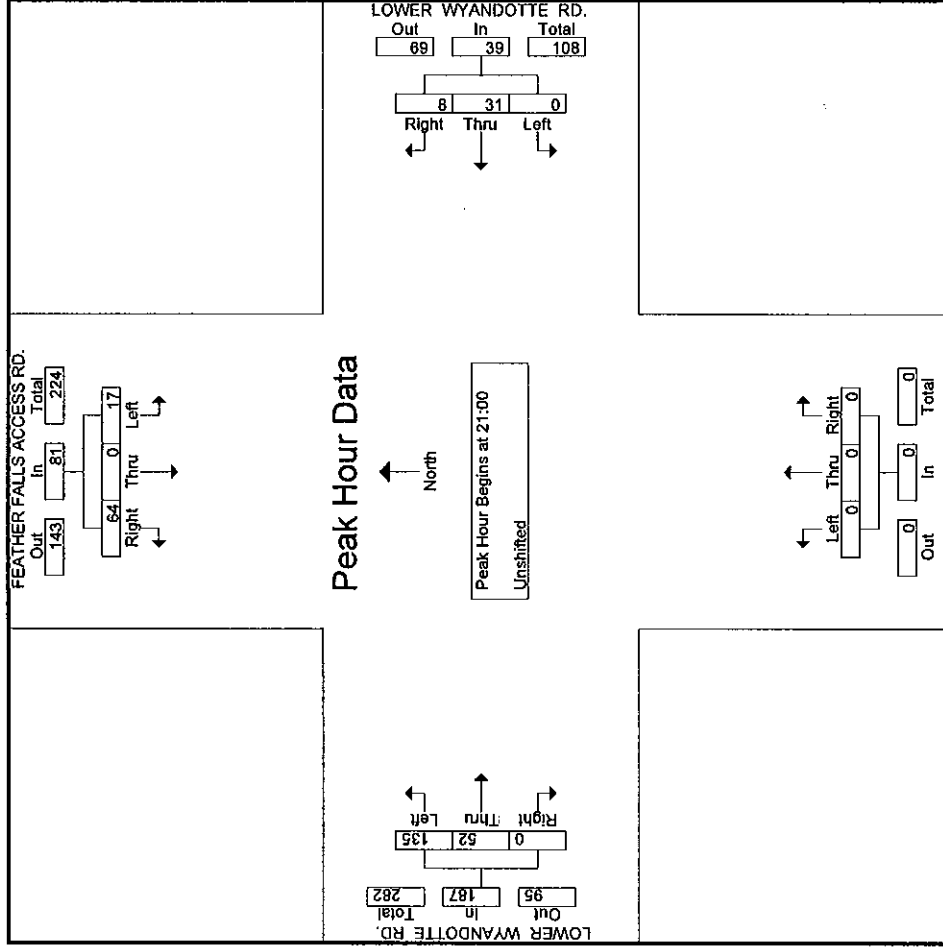 LOWER WYANDOTTE RD.
Out In Total
69 39 108
8 31 0
Right Thru Left
FEATHER FALLS ACCESS RD.
Out In Total
143 81 224
64 0 17
Right Thru Left
Peak Hour Data
North
Peak Hour Begins at 21:00
Unshifted
Left Thru Right
0 0 0
0 0 0
Out In Total
Left Thru Right
135 52 0
282 187 95
Total In Out
LOWER WYANDOTTE RD.